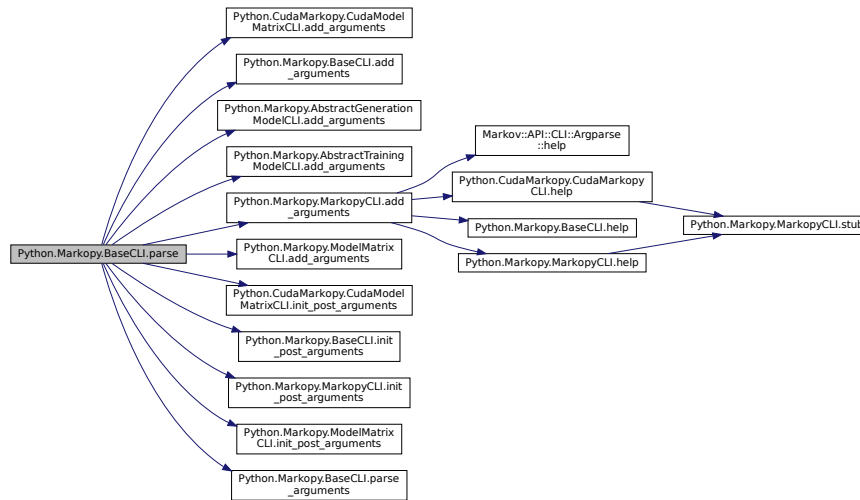 Python.CudaMarkopy.CudaModel
MatrixCLI.add_arguments
Python.Markopy.BaseCLI.add
_arguments
Python.Markopy.AbstractGeneration
ModelCLI.add_arguments
Python.Markopy.AbstractTraining
ModelCLI.add_arguments
Python.Markopy.MarkopyCLI.add
_arguments
Python.Markopy.BaseCLI.parse
Python.Markopy.ModelMatrix
CLI.add_arguments
Python.CudaMarkopy.CudaModel
MatrixCLI.init_post_arguments
Python.Markopy.BaseCLI.init
_post_arguments
Python.Markopy.MarkopyCLI.init
_post_arguments
Python.Markopy.ModelMatrix
CLI.init_post_arguments
Python.Markopy.BaseCLI.parse
_arguments
Markov::API::CLI::Argparse
::help
Python.CudaMarkopy.CudaMarkopy
CLI.help
Python.Markopy.BaseCLI.help
Python.Markopy.MarkopyCLI.help
Python.Markopy.MarkopyCLI.stub